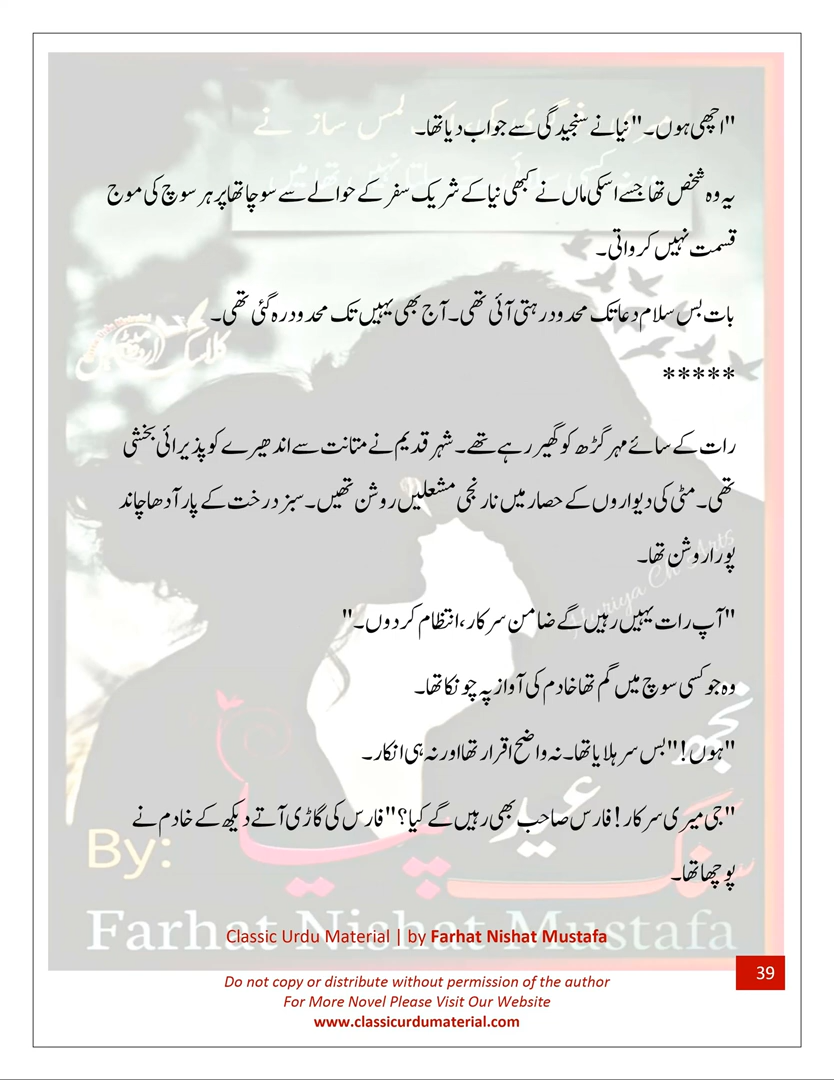 "اچھی ہوں۔" نیا نے سنجیدگی سے جواب دیا تھا۔
یہ وہ شخص تھا جسے اسکی ماں نے کبھی نیا کے شریک سفر کے حوالے سے سوچا تھا پر ہر سوچ کی موج
قسمت نہیں کرواتی۔
بات بس سلام دعا تک محدود رہتی آئی تھی۔ آج بھی یہیں تک محدود رہ گئی تھی۔
*****
رات کے سائے مہر گڑھ کو گھیر رہے تھے۔ شہر قدیم نے متانت سے اندھیرے کو پذیرائی بخشی
تھی۔ مٹی کی دیواروں کے حصار میں نارنجی مشعلیں روشن تھیں۔ سبز درخت کے پار آدھا چاند
پورا روشن تھا۔
"آپ رات یہیں رہیں گے ضامن سرکار، انتظام کر دوں۔"
وہ جو کسی سوچ میں گم تھا خادم کی آواز پہ چونکا تھا۔
"ہوں!" بس سر ہلایا تھا۔ نہ واضح اقرار تھا اور نہ ہی انکار۔
"جی میری سرکار! فارس صاحب بھی رہیں گے کیا؟" فارس کی گاڑی آتے دیکھ کے خادم نے
پوچھا تھا۔
Muriya Ch Arts
سنگ عید پیا
By:
Farhat Nishat Mustafa
Classic Urdu Material | by Farhat Nishat Mustafa
39
Do not copy or distribute without permission of the author
For More Novel Please Visit Our Website
www.classicurdumaterial.com